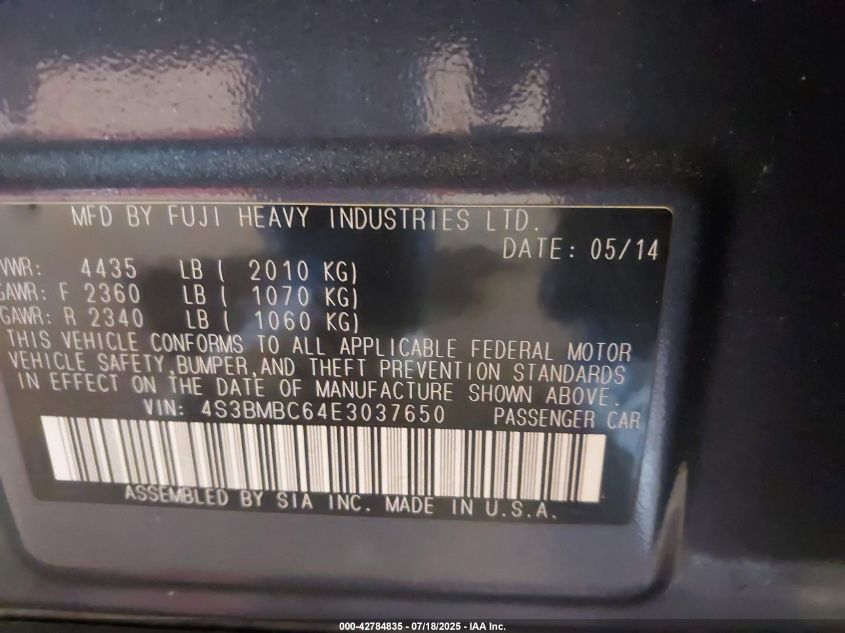 MFD BY FUJI HEAVY INDUSTRIES LTD.
DATE: 05/14
VWR: 4435 LB ( 2010 KG)
GAWR: F 2360 LB ( 1070 KG)
GAWR: R 2340 LB ( 1060 KG)
THIS VEHICLE CONFORMS TO ALL APPLICABLE FEDERAL MOTOR
VEHICLE SAFETY,BUMPER,AND THEFT PREVENTION STANDARDS
IN EFFECT ON THE DATE OF MANUFACTURE SHOWN ABOVE.
VIN: 4S3BMBC64E3037650 PASSENGER CAR
ASSEMBLED BY SIA INC. MADE IN U.S.A.
000-42784835 - 07/18/2025 - IAA Inc.